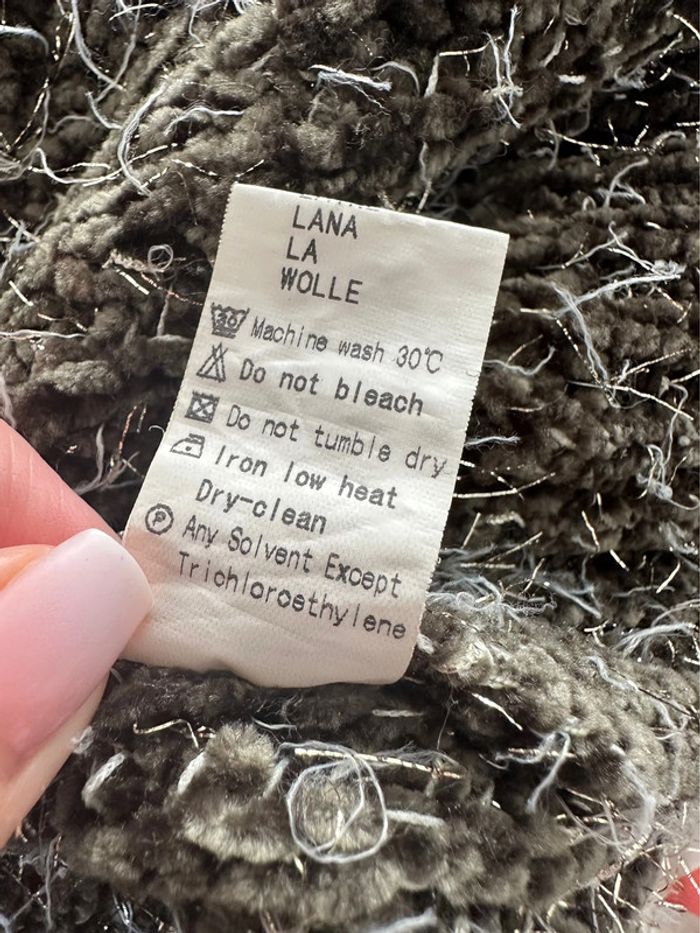 LANA
LA
WOLLE
Machine wash 30℃
Do not bleach
Do not tumble dry
Iron low heat
Dry-clean
P Any Solvent Except
Trichloroethylene